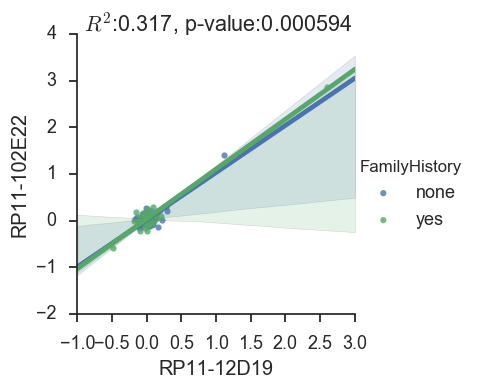 R²:0.317, p-value:0.000594
4
3
2
1
0
−1
−2
RP11-102E22
−1.0 −0.5 0.0 0.5 1.0 1.5 2.0 2.5 3.0
RP11-12D19
FamilyHistory
none
yes